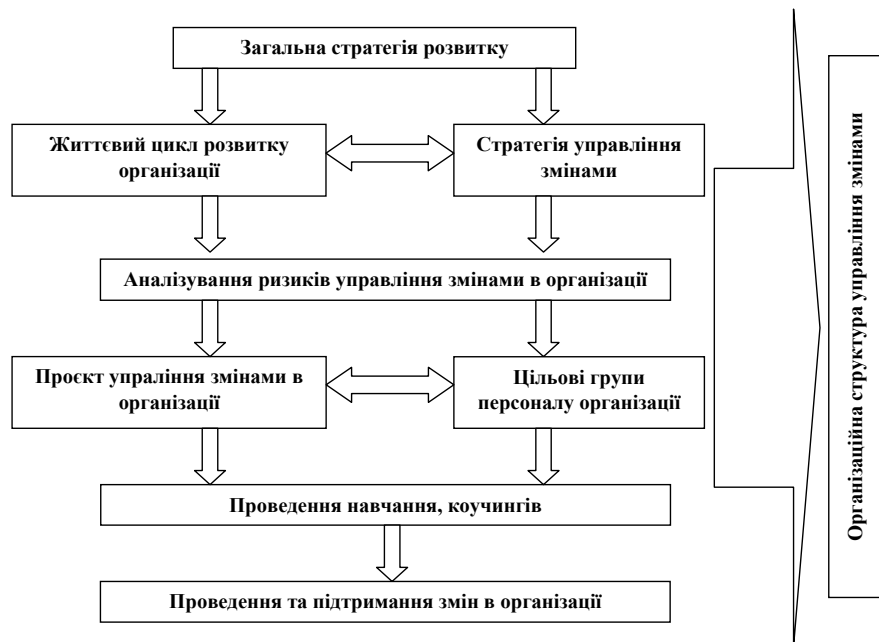 Загальна стратегія розвитку
Життєвий цикл розвитку
організації
Стратегія управління
змінами
Аналізування ризиків управління змінами в організації
Проєкт упраління змінами в
організації
Цільові групи
персоналу організації
Проведення навчання, коучингів
Проведення та підтримання змін в організації
Організаційна структура управління змінами